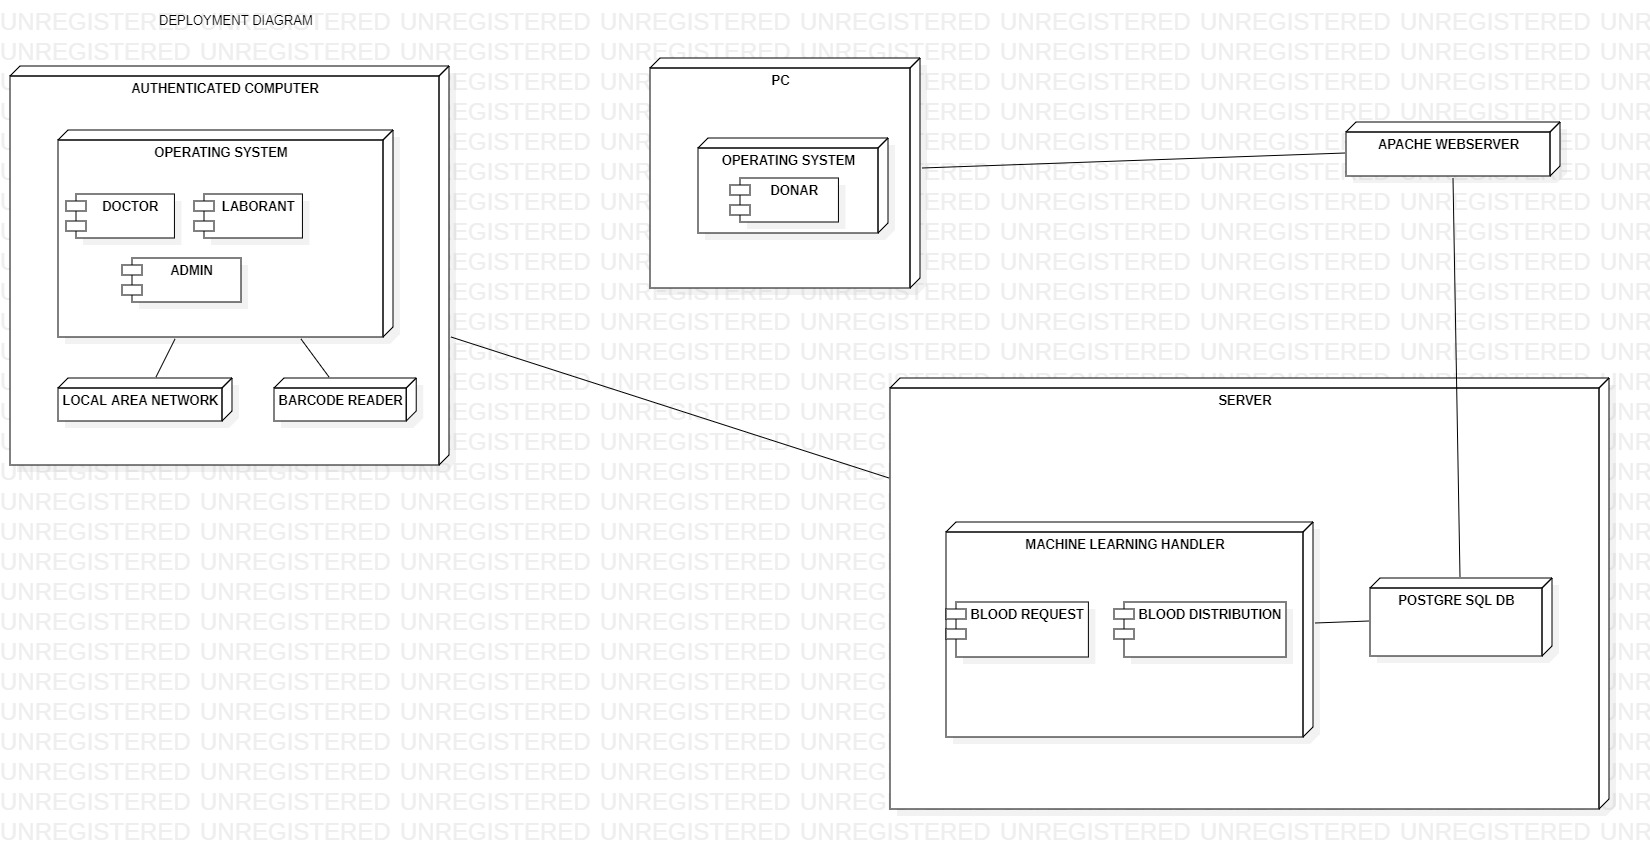 DEPLOYMENT DIAGRAM
AUTHENTICATED COMPUTER
OPERATING SYSTEM
DOCTOR
LABORANT
ADMIN
LOCAL AREA NETWORK
BARCODE READER
PC
OPERATING SYSTEM
DONAR
APACHE WEBSERVER
SERVER
MACHINE LEARNING HANDLER
BLOOD REQUEST
BLOOD DISTRIBUTION
POSTGRE SQL DB
UNREGISTERED